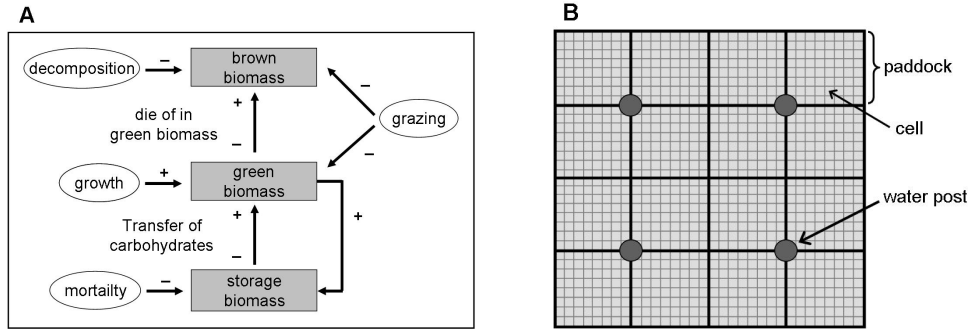 A
decomposition
–
brown
biomass
+
–
die of in
green biomass
grazing
–
–
growth
+
green
biomass
+
+
Transfer of
carbohydrates
–
mortailty
–
storage
biomass
B
paddock
cell
water post